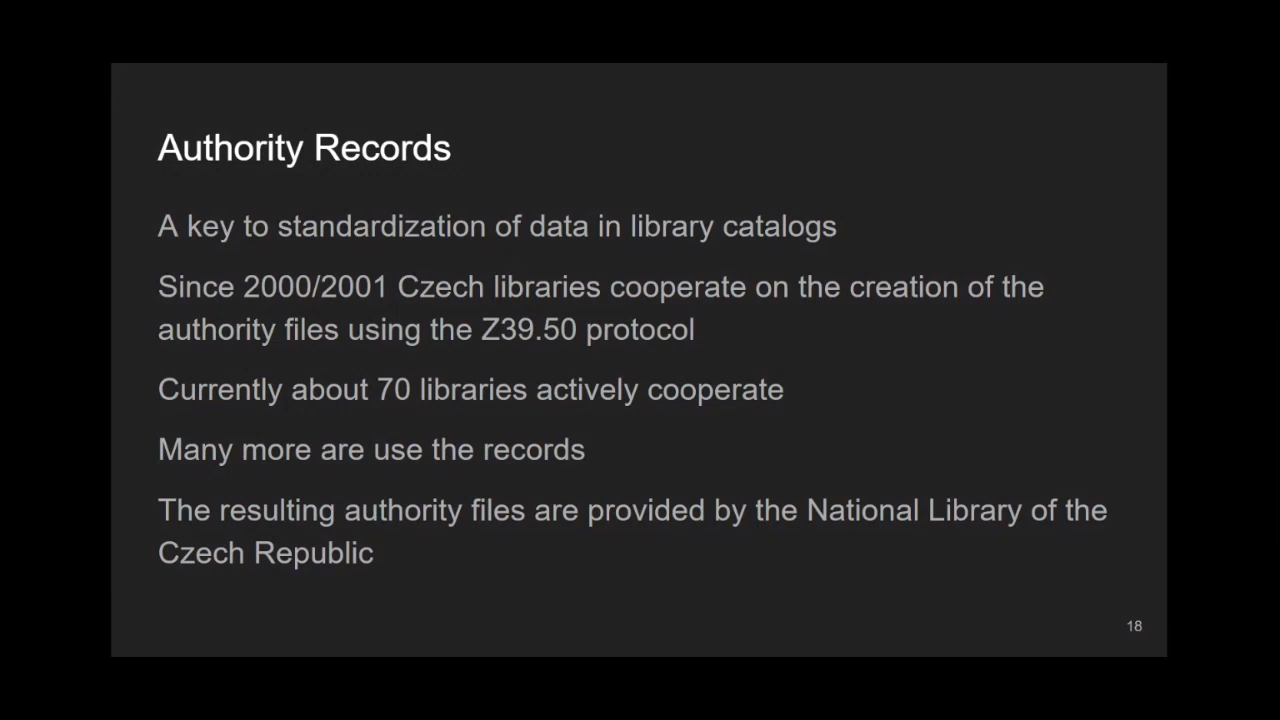 Authority Records
A key to standardization of data in library catalogs
Since 2000/2001 Czech libraries cooperate on the creation of the
authority files using the Z39.50 protocol
Currently about 70 libraries actively cooperate
Many more are use the records
The resulting authority files are provided by the National Library of the
Czech Republic
18